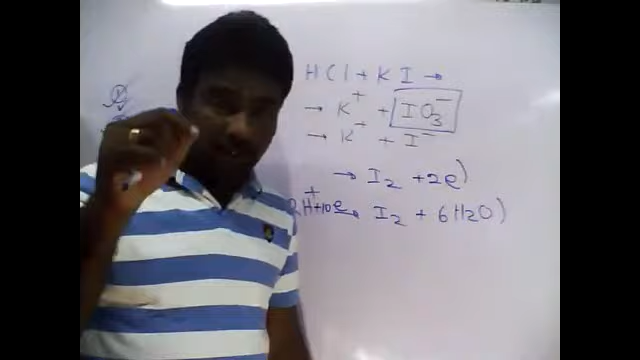 HCl + KI →
→ K⁺ + IO₃⁻
→ K⁺ + I⁻
→ I₂ + 2e)
2H⁺+10e → I₂ + 6H₂O)